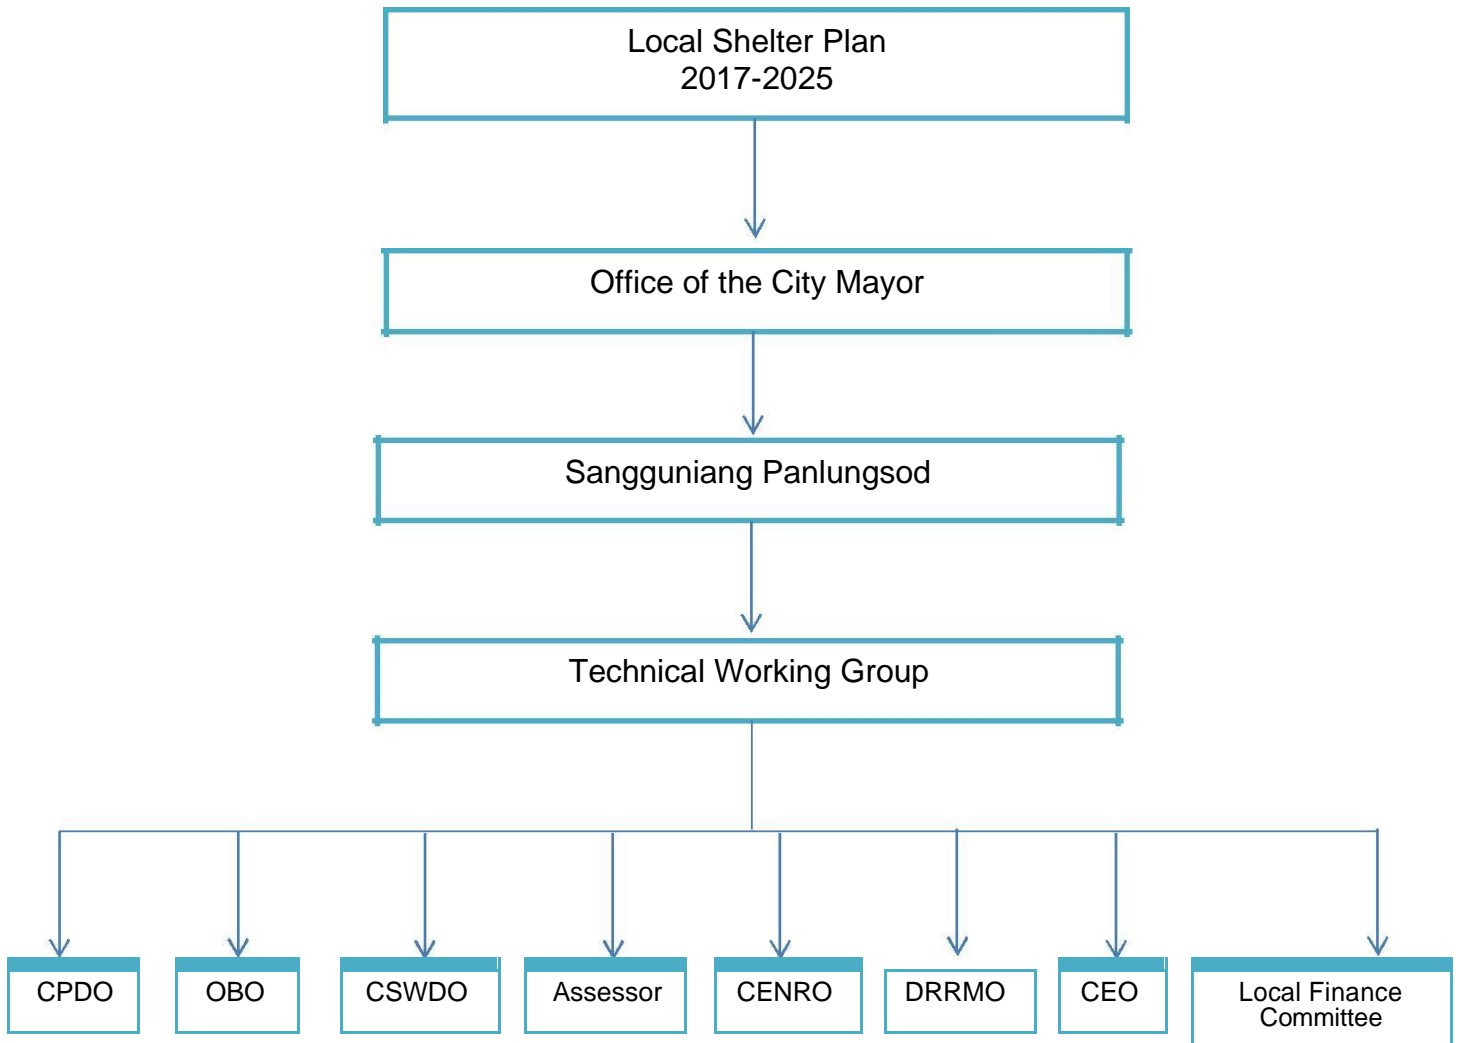 Local Shelter Plan
2017-2025
Office of the City Mayor
Sangguniang Panlungsod
Technical Working Group
CPDO
OBO
CSWDO
Assessor
CENRO
DRRMO
CEO
Local Finance
Committee